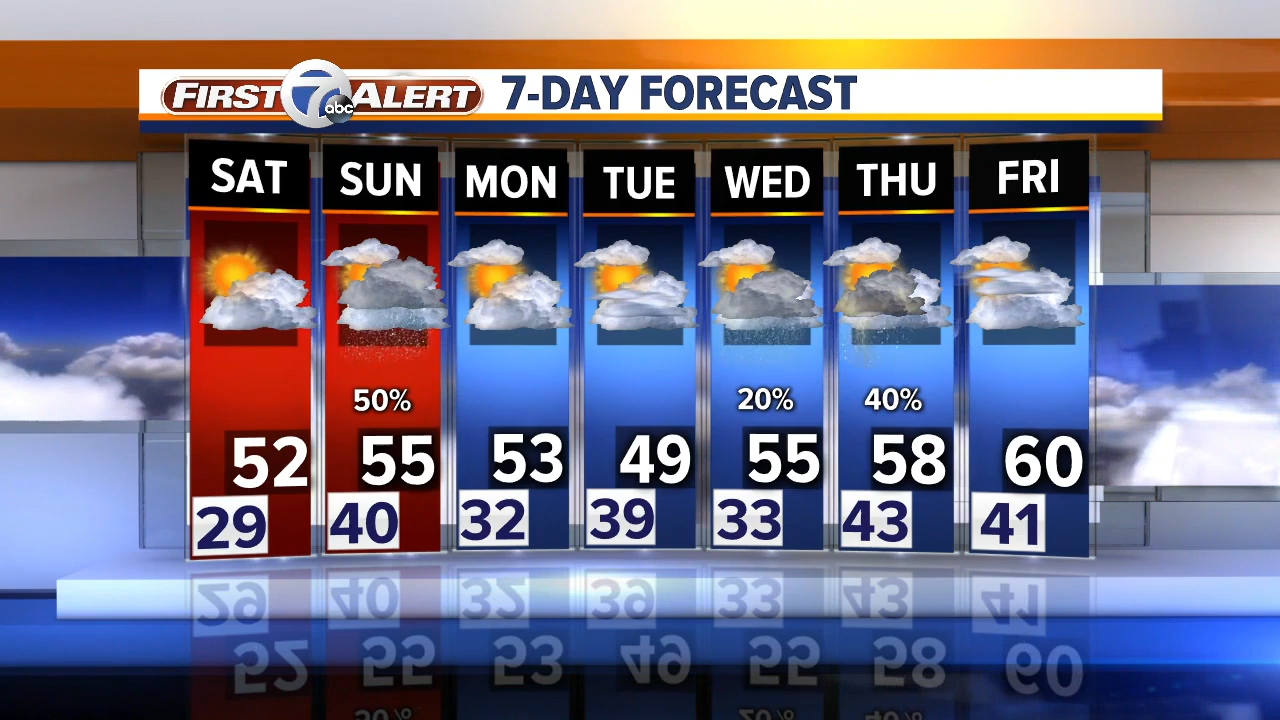 FIRST 7 abc ALERT 7-DAY FORECAST
SAT SUN MON TUE WED THU FRI
50% 20% 40%
52 55 53 49 55 58 60
29 40 32 39 33 43 41